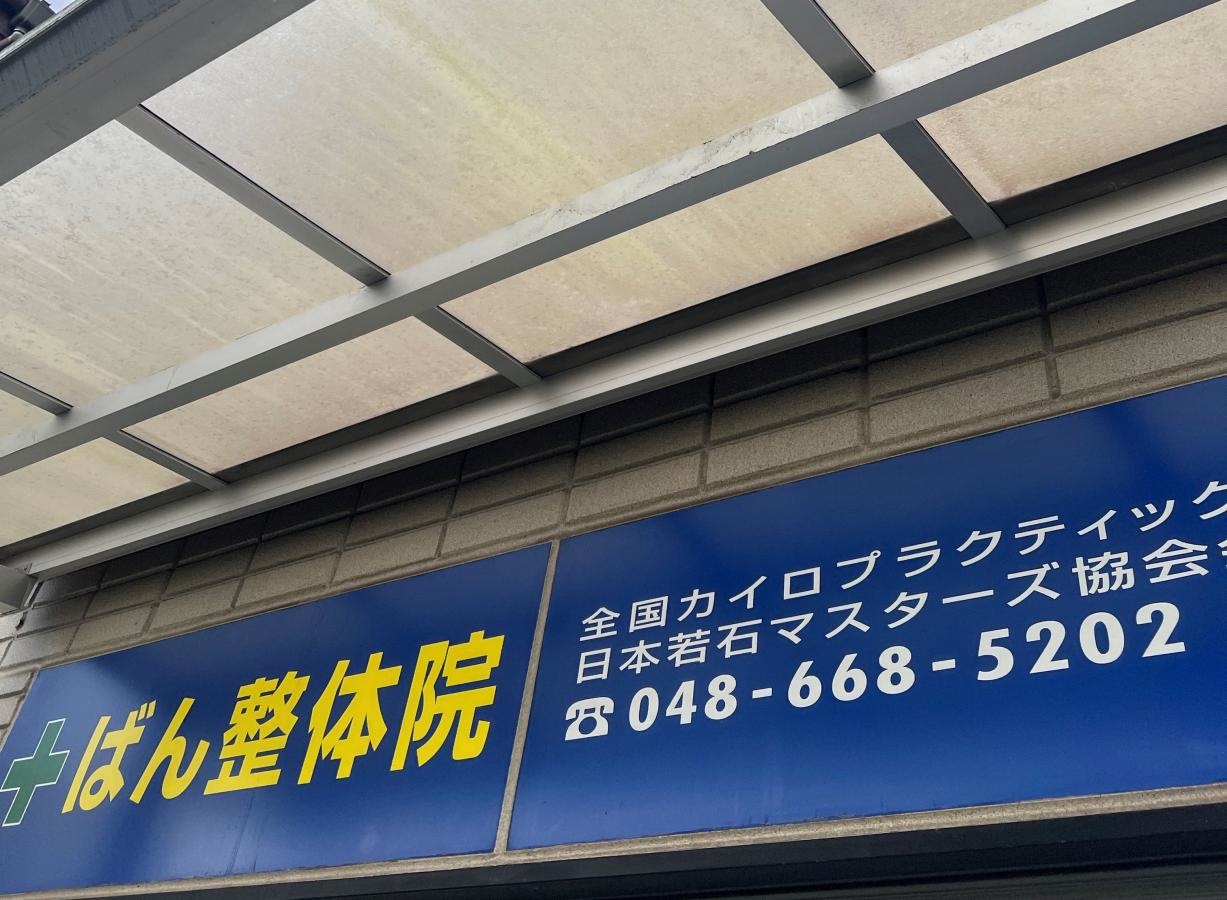 ばん整体院
全国カイロプラクティック
日本若石マスターズ協会
☎048-668-5202